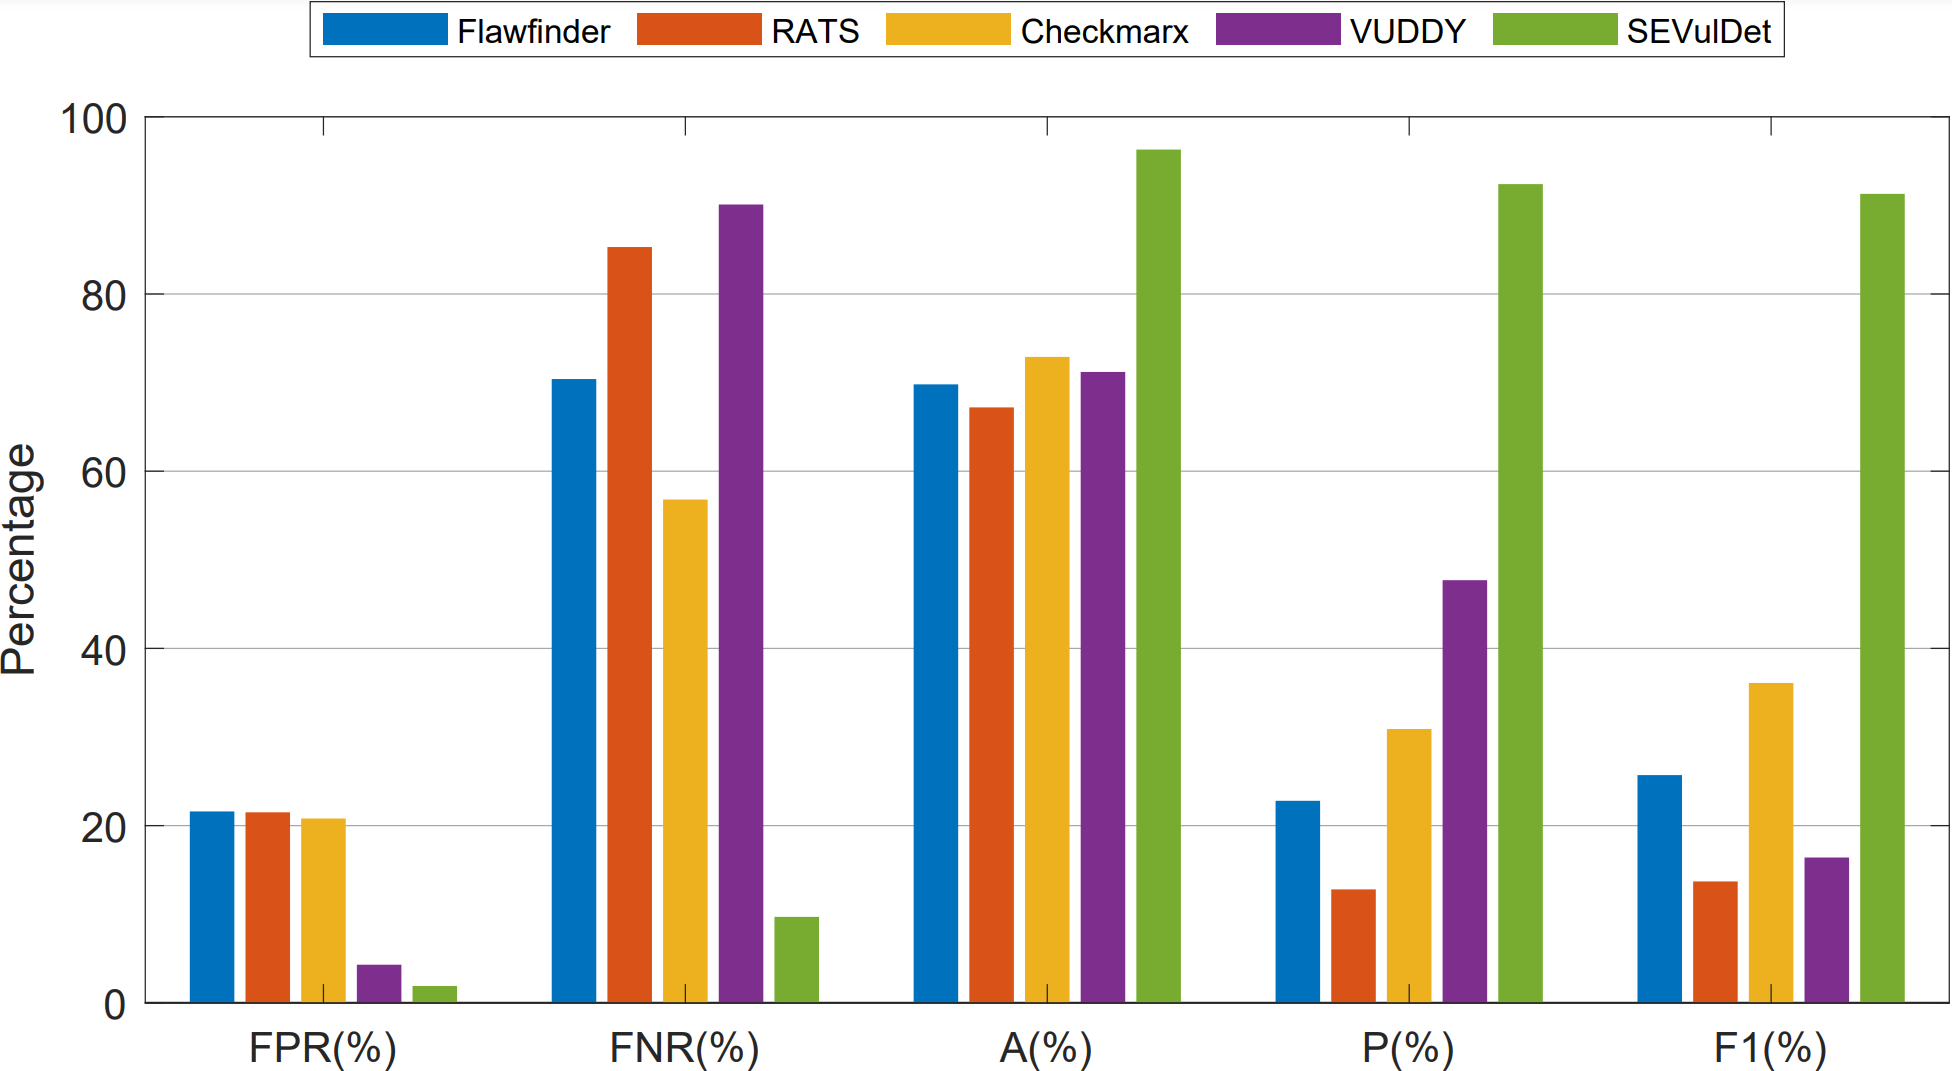 Flawfinder RATS Checkmarx VUDDY SEVulDet
100
80
60
40
20
0
Percentage
FPR(%) FNR(%) A(%) P(%) F1(%)